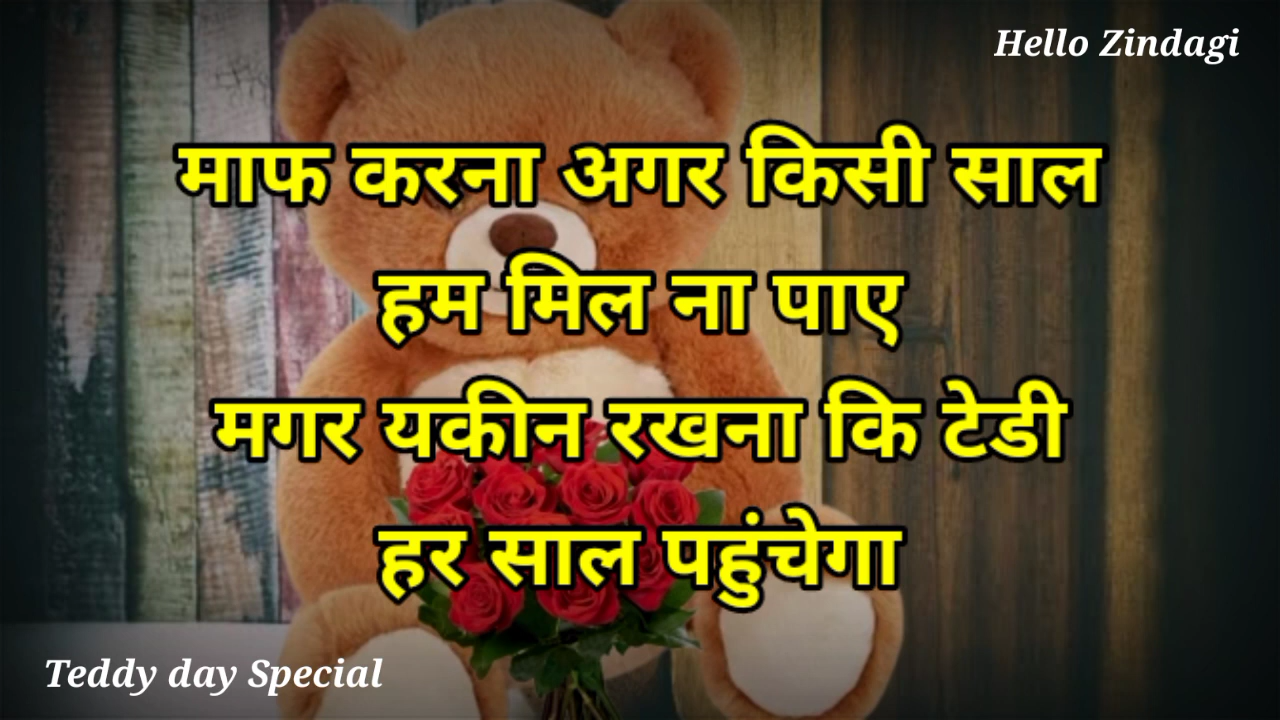 Hello Zindagi
माफ करना अगर किसी साल
हम मिल ना पाए
मगर यकीन रखना कि टेडी
हर साल पहुंचेगा
Teddy day Special